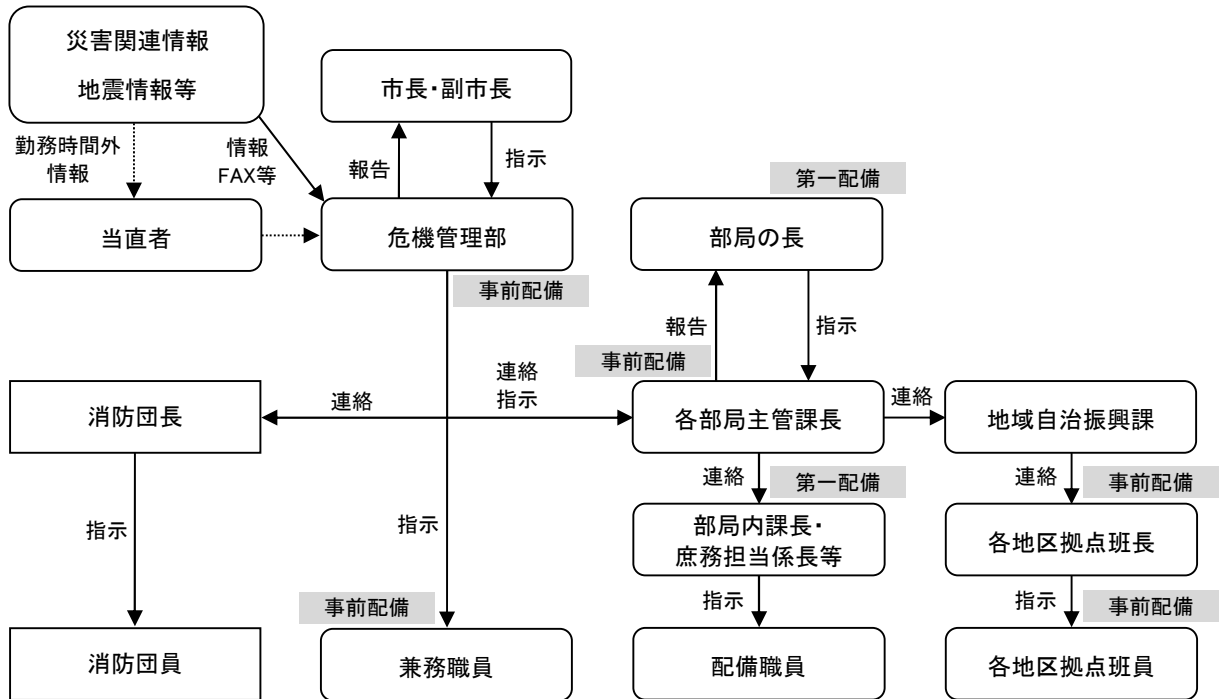 災害関連情報
地震情報等
市長・副市長
勤務時間外
情報
情報
FAX等
報告
指示
第一配備
当直者
危機管理部
部局の長
事前配備
報告
指示
事前配備
連絡
連絡
指示
連絡
消防団長
各部局主管課長
地域自治振興課
連絡
第一配備
連絡
事前配備
指示
指示
部局内課長・
庶務担当係長等
各地区拠点班長
事前配備
指示
指示
事前配備
消防団員
兼務職員
配備職員
各地区拠点班員